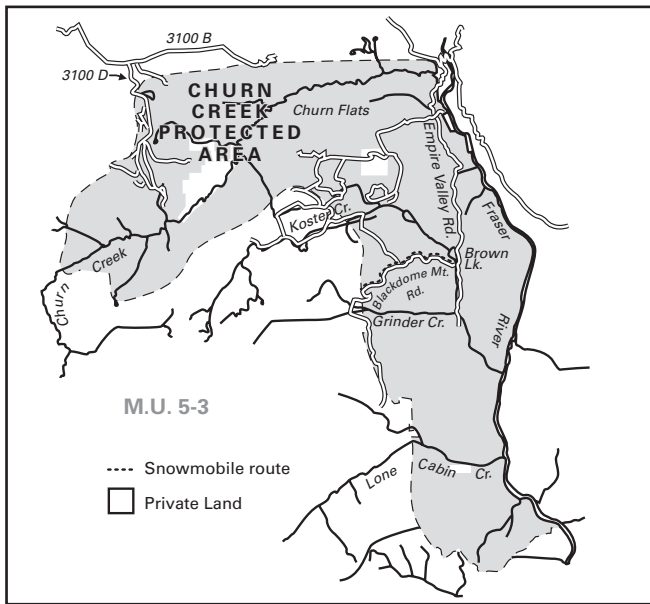 3100 B
3100 D
CHURN
CREEK
PROTECTED
AREA
Churn Flats
Empire Valley Rd.
Fraser
River
Koster Cr.
Brown
Lk.
Blackdome Mt.
Rd.
Grinder Cr.
Churn Creek
M.U. 5-3
Snowmobile route
Private Land
Lone Cabin Cr.